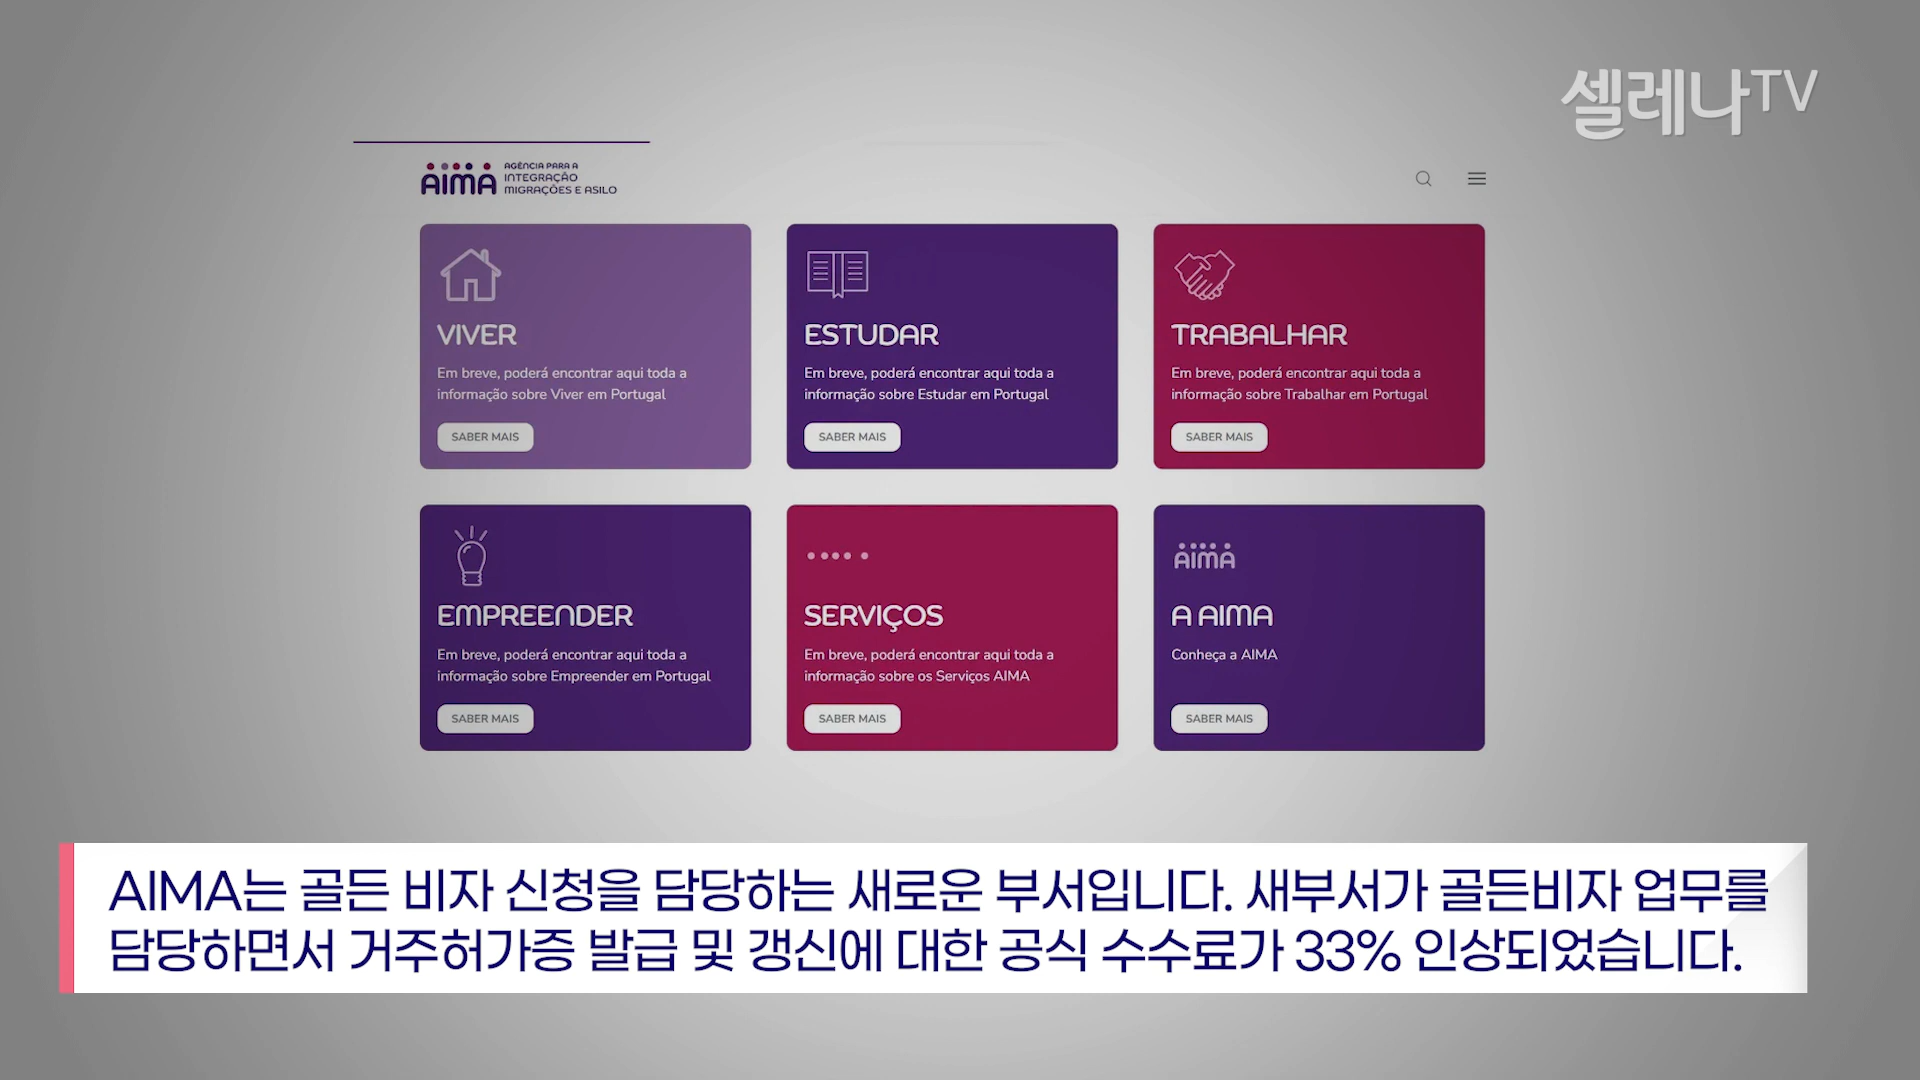 셀레나TV
AIMA
AGÊNCIA PARA A
INTEGRAÇÃO
MIGRAÇÕES E ASILO
VIVER
Em breve, poderá encontrar aqui toda a
informação sobre Viver em Portugal
SABER MAIS
ESTUDAR
Em breve, poderá encontrar aqui toda a
informação sobre Estudar em Portugal
SABER MAIS
TRABALHAR
Em breve, poderá encontrar aqui toda a
informação sobre Trabalhar em Portugal
SABER MAIS
EMPREENDER
Em breve, poderá encontrar aqui toda a
informação sobre Empreender em Portugal
SABER MAIS
SERVIÇOS
Em breve, poderá encontrar aqui toda a
informação sobre os Serviços AIMA
SABER MAIS
AIMA
A AIMA
Conheça a AIMA
SABER MAIS
AIMA는 골든 비자 신청을 담당하는 새로운 부서입니다. 새부서가 골든비자 업무를
담당하면서 거주허가증 발급 및 갱신에 대한 공식 수수료가 33% 인상되었습니다.